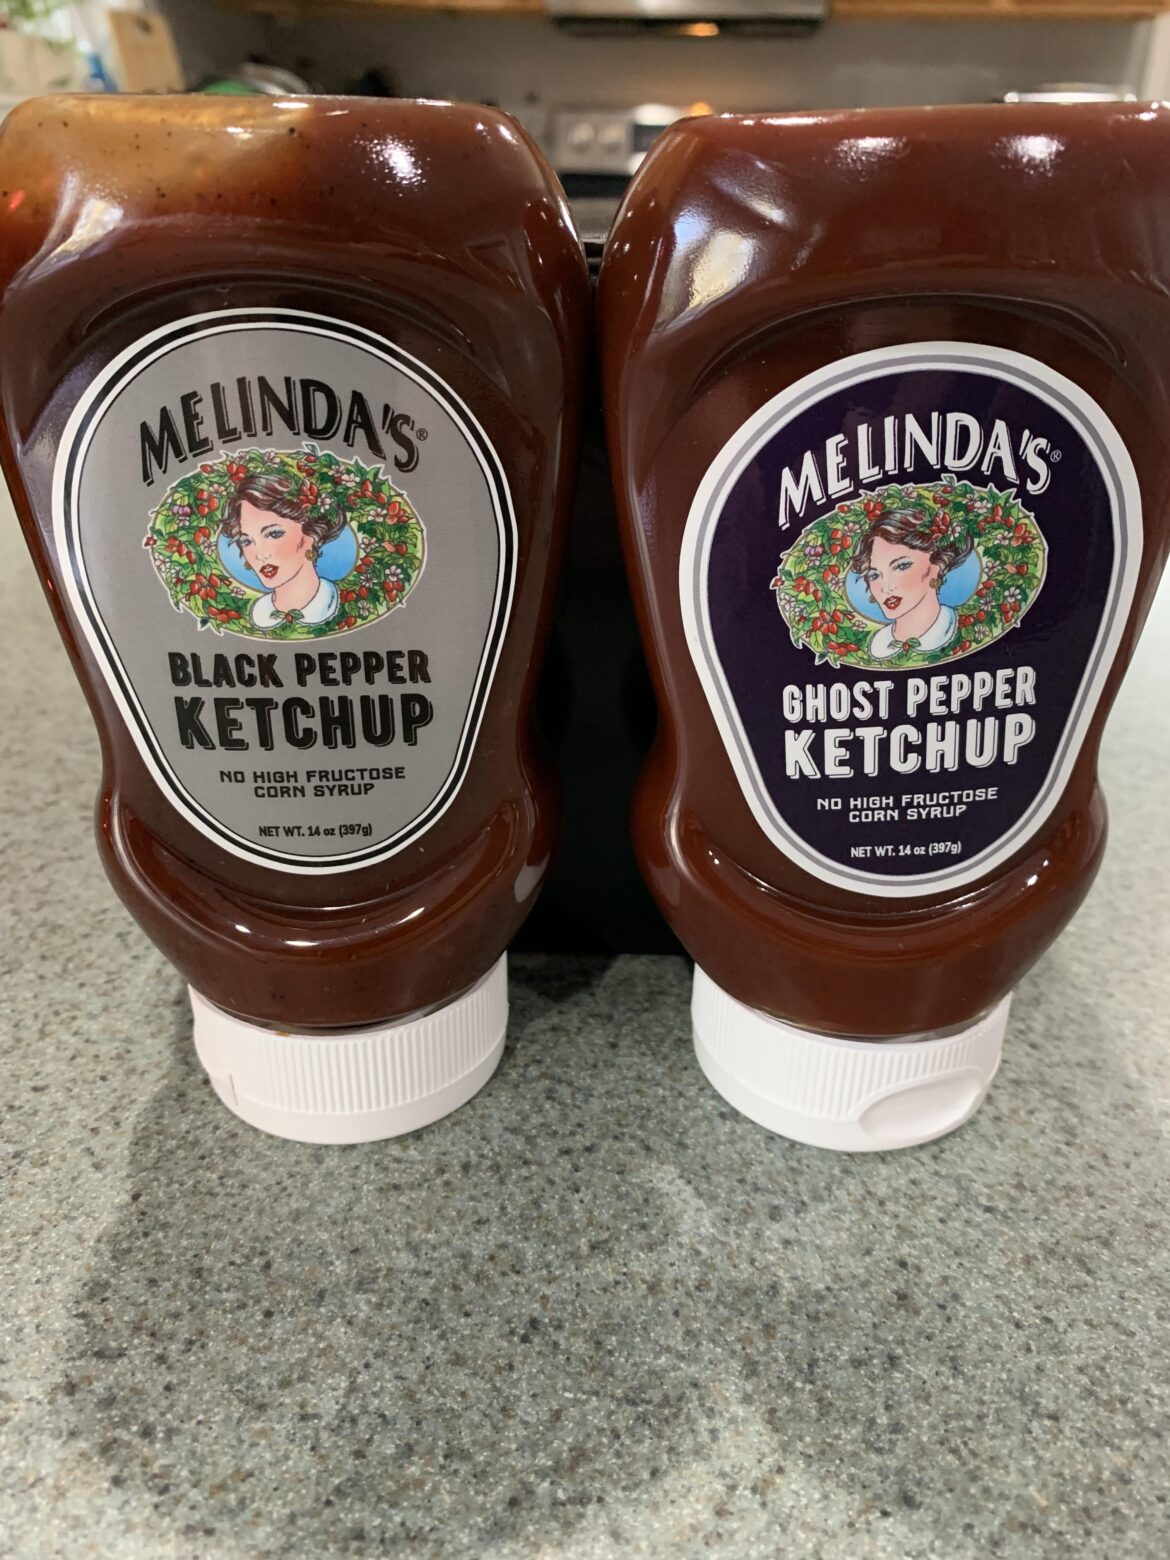 MELINDA'S®
BLACK PEPPER
KETCHUP
NO HIGH FRUCTOSE
CORN SYRUP
NET WT. 14 oz (397g)
MELINDA'S®
GHOST PEPPER
KETCHUP
NO HIGH FRUCTOSE
CORN SYRUP
NET WT. 14 oz (397g)